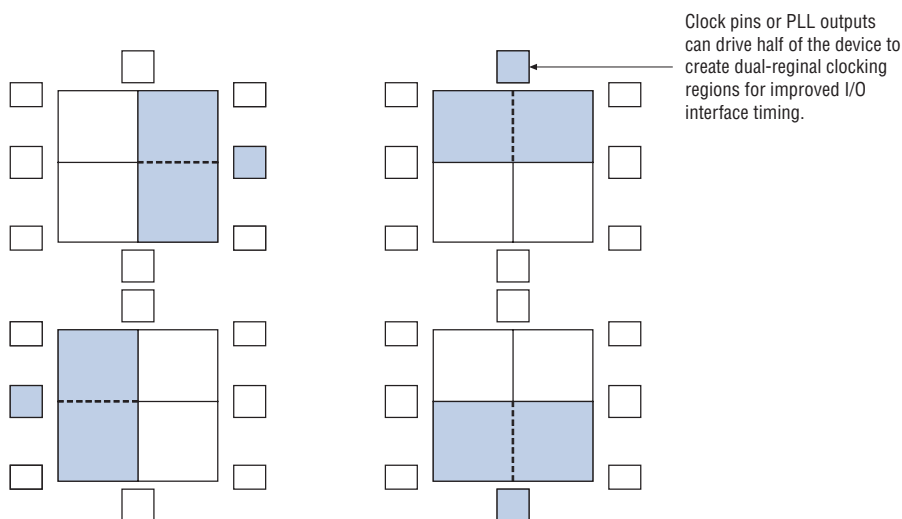 Clock pins or PLL outputs
can drive half of the device to
create dual-reginal clocking
regions for improved I/O
interface timing.